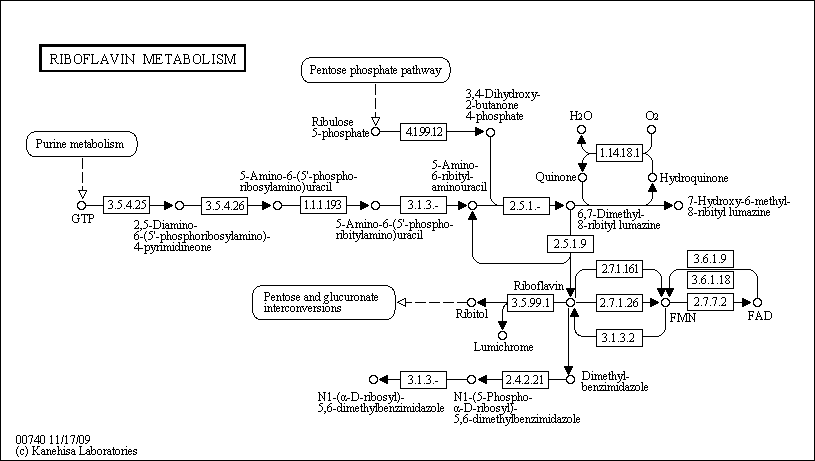 RIBOFLAVIN METABOLISM
Pentose phosphate pathway
3,4-Dihydroxy-
2-butanone
4-phosphate
H2O
O2
Ribulose
5-phosphate
4.1.99.12
Purine metabolism
1.14.18.1
5-Amino-6-(5'-phospho-
ribosylamino)uracil
5-Amino-
6-ribityl-
aminouracil
Quinone
Hydroquinone
GTP
3.5.4.25
3.5.4.26
1.1.1.193
3.1.3.-
2.5.1.-
7-Hydroxy-6-methyl-
8-ribityl lumazine
2,5-Diamino-
6-(5'-phosphoribosylamino)-
4-pyrimidineone
5-Amino-6-(5'-phospho-
ribitylamino)uracil
6,7-Dimethyl-
8-ribityl lumazine
2.5.1.9
3.6.1.9
2.7.1.161
3.6.1.18
Riboflavin
Pentose and glucuronate
interconversions
Ribitol
3.5.99.1
2.7.1.26
FMN
2.7.7.2
FAD
Lumichrome
3.1.3.2
3.1.3.-
2.4.2.21
Dimethyl-
benzimidazole
N1-(α-D-ribosyl)-
5,6-dimethylbenzimidazole
N1-(5-Phospho-
α-D-ribosyl)-
5,6-dimethylbenzimidazole
00740 11/17/09
(c) Kanehisa Laboratories